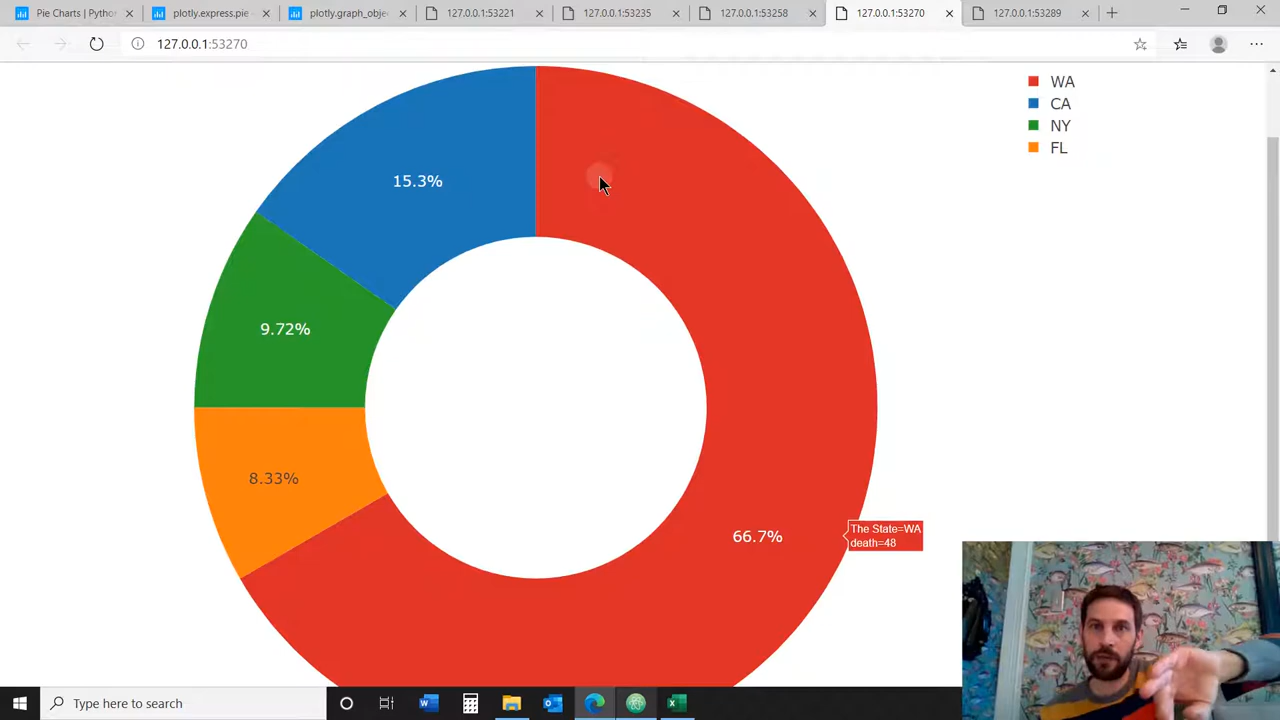 Pie Charts | Python
plotly.express.pie
plotly.graph_obje
127.0.0.1:53221
127.0.0.1:53235
127.0.0.1:53258
127.0.0.1:53270
127.0.0.1:53289
127.0.0.1:53270
WA
CA
NY
FL
15.3%
9.72%
8.33%
66.7%
The State=WA
death=48
Type here to search